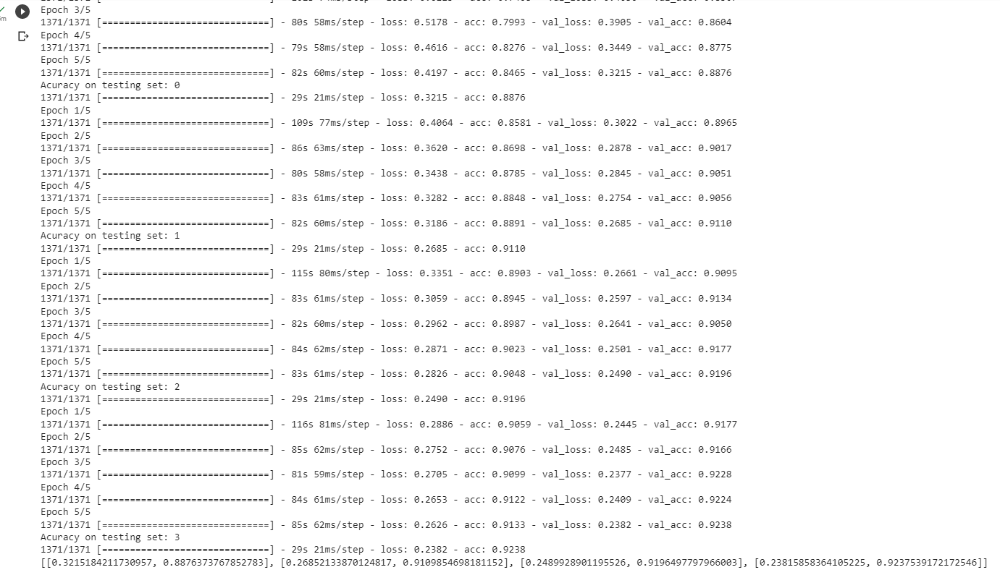 Epoch 3/5
1371/1371 [==============================] - 80s 58ms/step - loss: 0.5178 - acc: 0.7993 - val_loss: 0.3905 - val_acc: 0.8604
Epoch 4/5
1371/1371 [==============================] - 79s 58ms/step - loss: 0.4616 - acc: 0.8276 - val_loss: 0.3449 - val_acc: 0.8775
Epoch 5/5
1371/1371 [==============================] - 82s 60ms/step - loss: 0.4197 - acc: 0.8465 - val_loss: 0.3215 - val_acc: 0.8876
Acuracy on testing set: 0
1371/1371 [==============================] - 29s 21ms/step - loss: 0.3215 - acc: 0.8876
Epoch 1/5
1371/1371 [==============================] - 109s 77ms/step - loss: 0.4064 - acc: 0.8581 - val_loss: 0.3022 - val_acc: 0.8965
Epoch 2/5
1371/1371 [==============================] - 86s 63ms/step - loss: 0.3620 - acc: 0.8698 - val_loss: 0.2878 - val_acc: 0.9017
Epoch 3/5
1371/1371 [==============================] - 80s 58ms/step - loss: 0.3438 - acc: 0.8785 - val_loss: 0.2845 - val_acc: 0.9051
Epoch 4/5
1371/1371 [==============================] - 83s 61ms/step - loss: 0.3282 - acc: 0.8848 - val_loss: 0.2754 - val_acc: 0.9056
Epoch 5/5
1371/1371 [==============================] - 82s 60ms/step - loss: 0.3186 - acc: 0.8891 - val_loss: 0.2685 - val_acc: 0.9110
Acuracy on testing set: 1
1371/1371 [==============================] - 29s 21ms/step - loss: 0.2685 - acc: 0.9110
Epoch 1/5
1371/1371 [==============================] - 115s 80ms/step - loss: 0.3351 - acc: 0.8903 - val_loss: 0.2661 - val_acc: 0.9095
Epoch 2/5
1371/1371 [==============================] - 83s 61ms/step - loss: 0.3059 - acc: 0.8945 - val_loss: 0.2597 - val_acc: 0.9134
Epoch 3/5
1371/1371 [==============================] - 82s 60ms/step - loss: 0.2962 - acc: 0.8987 - val_loss: 0.2641 - val_acc: 0.9050
Epoch 4/5
1371/1371 [==============================] - 84s 62ms/step - loss: 0.2871 - acc: 0.9023 - val_loss: 0.2501 - val_acc: 0.9177
Epoch 5/5
1371/1371 [==============================] - 83s 61ms/step - loss: 0.2826 - acc: 0.9048 - val_loss: 0.2490 - val_acc: 0.9196
Acuracy on testing set: 2
1371/1371 [==============================] - 29s 21ms/step - loss: 0.2490 - acc: 0.9196
Epoch 1/5
1371/1371 [==============================] - 116s 81ms/step - loss: 0.2886 - acc: 0.9059 - val_loss: 0.2445 - val_acc: 0.9177
Epoch 2/5
1371/1371 [==============================] - 85s 62ms/step - loss: 0.2752 - acc: 0.9076 - val_loss: 0.2485 - val_acc: 0.9166
Epoch 3/5
1371/1371 [==============================] - 81s 59ms/step - loss: 0.2705 - acc: 0.9099 - val_loss: 0.2377 - val_acc: 0.9228
Epoch 4/5
1371/1371 [==============================] - 84s 61ms/step - loss: 0.2653 - acc: 0.9122 - val_loss: 0.2409 - val_acc: 0.9224
Epoch 5/5
1371/1371 [==============================] - 85s 62ms/step - loss: 0.2626 - acc: 0.9133 - val_loss: 0.2382 - val_acc: 0.9238
Acuracy on testing set: 3
1371/1371 [==============================] - 29s 21ms/step - loss: 0.2382 - acc: 0.9238
[[0.3215184211730957, 0.8876373767852783], [0.26852133870124817, 0.9109854698181152], [0.2489928901195526, 0.9196497797966003], [0.23815858364105225, 0.9237539172172546]]